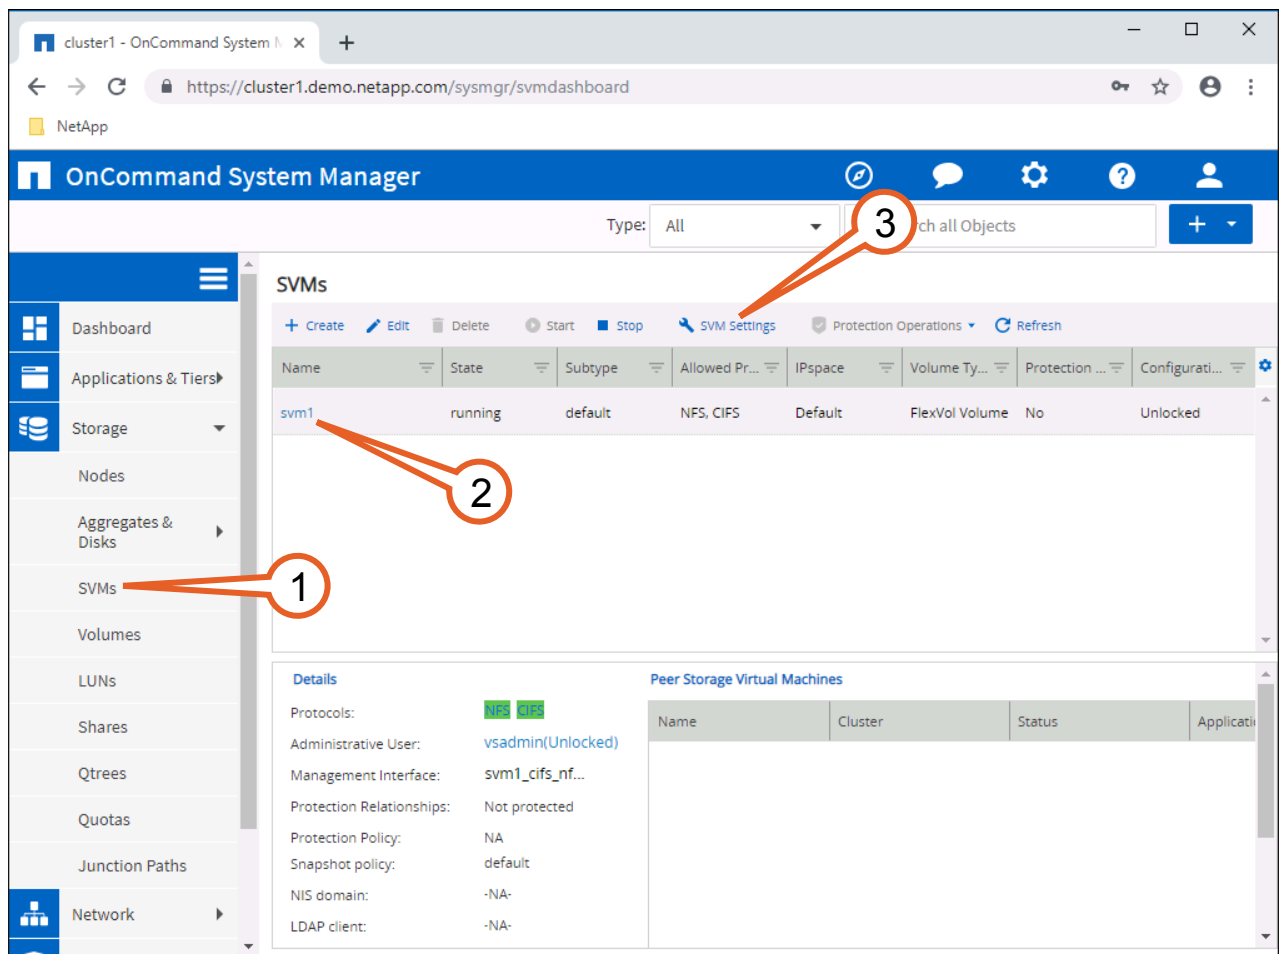 cluster1 - OnCommand System
https://cluster1.demo.netapp.com/sysmgr/svmdashboard
NetApp
OnCommand System Manager
Type: All ch all Objects
3
SVMs
Create Edit Delete Start Stop SVM Settings Protection Operations Refresh
Name State Subtype Allowed Pr... IPspace Volume Ty... Protection ... Configurati...
svm1 running default NFS, CIFS Default FlexVol Volume No Unlocked
2
Dashboard
Applications & Tiers
Storage
Nodes
Aggregates &
Disks
SVMs
1
Volumes
LUNs
Shares
Qtrees
Quotas
Junction Paths
Network
Details
Protocols: NFS CIFS
Administrative User: vsadmin(Unlocked)
Management Interface: svm1_cifs_nf...
Protection Relationships: Not protected
Protection Policy: NA
Snapshot policy: default
NIS domain: -NA-
LDAP client: -NA-
Peer Storage Virtual Machines
Name Cluster Status Applicati